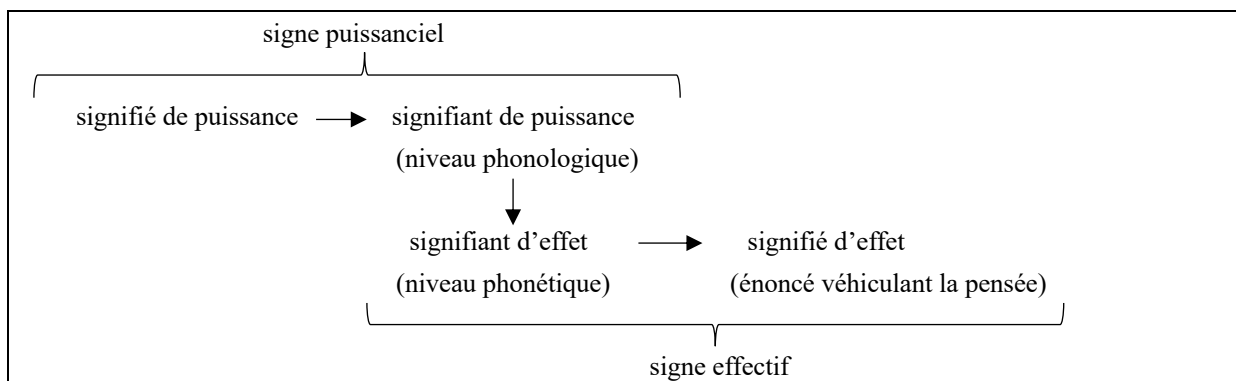 signe puissanciel
signifié de puissance signifiant de puissance
(niveau phonologique)
signifiant d’effet signifié d’effet
(niveau phonétique) (énoncé véhiculant la pensée)
signe effectif